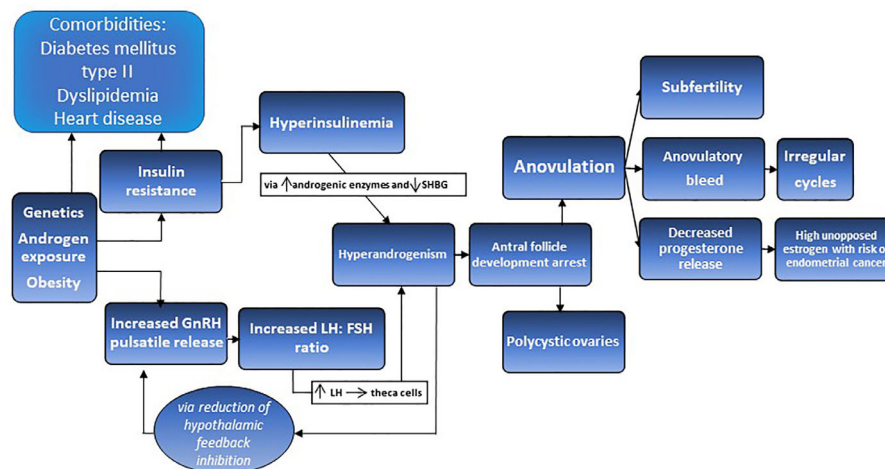 Comorbidities:
Diabetes mellitus
type II
Dyslipidemia
Heart disease
Insulin
resistance
Genetics
Androgen
exposure
Obesity
Hyperinsulinemia
via ↑ androgenic enzymes and ↓ SHBG
Hyperandrogenism
Increased GnRH
pulsatile release
Increased LH: FSH
ratio
↑ LH → theca cells
via reduction of
hypothalamic
feedback
inhibition
Antral follicle
development arrest
Anovulation
Polycystic ovaries
Subfertility
Anovulatory
bleed
Irregular
cycles
Decreased
progesterone
release
High unopposed
estrogen with risk o
endometrial cancer